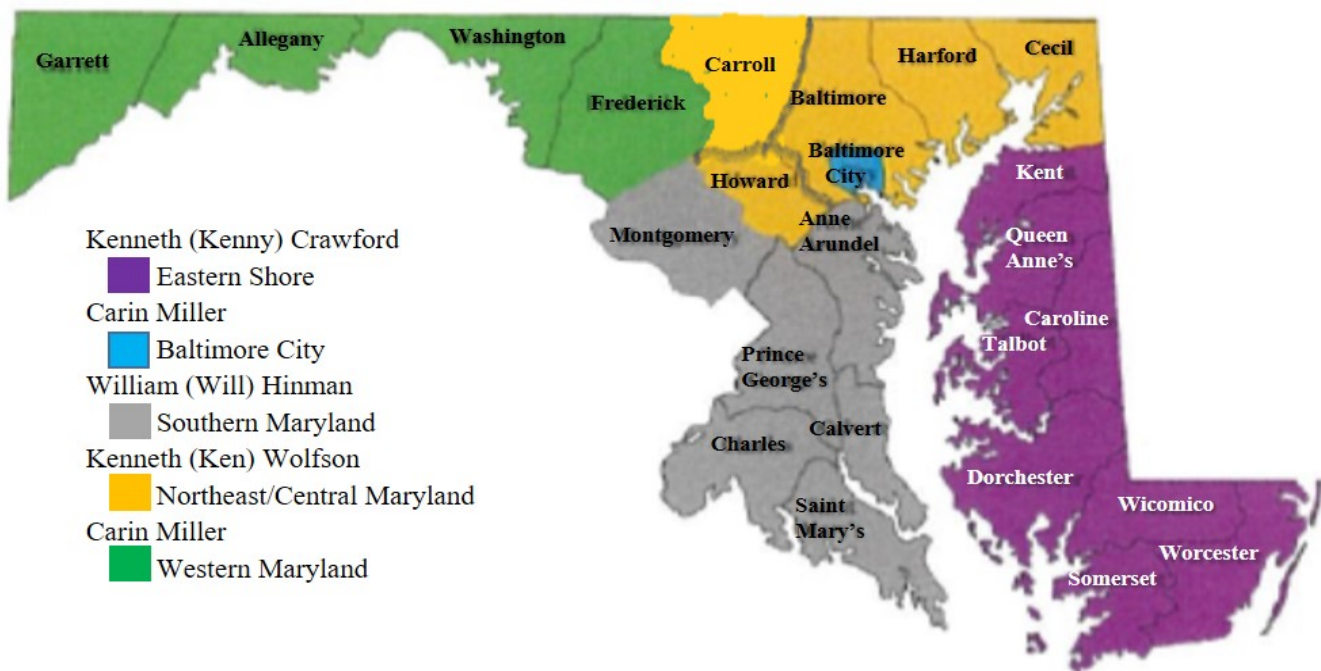 Garrett
Allegany
Washington
Frederick
Carroll
Baltimore
Harford
Cecil
Baltimore
City
Howard
Montgomery
Anne
Arundel
Kent
Queen
Anne's
Caroline
Talbot
Prince
George's
Charles
Calvert
Saint
Mary's
Dorchester
Wicomico
Worcester
Somerset
Kenneth (Kenny) Crawford
Eastern Shore
Carin Miller
Baltimore City
William (Will) Hinman
Southern Maryland
Kenneth (Ken) Wolfson
Northeast/Central Maryland
Carin Miller
Western Maryland